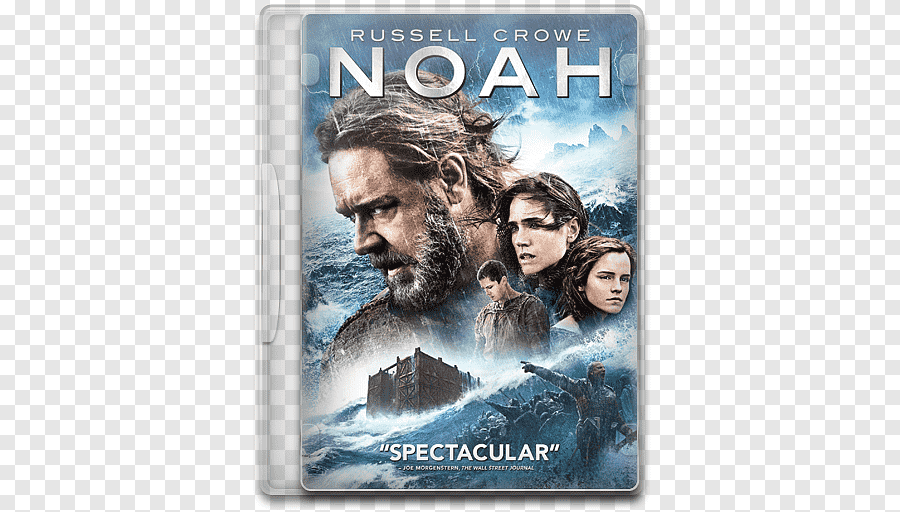 RUSSELL CROWE
NOAH
"SPECTACULAR"
– JOE MORGENSTERN, THE WALL STREET JOURNAL